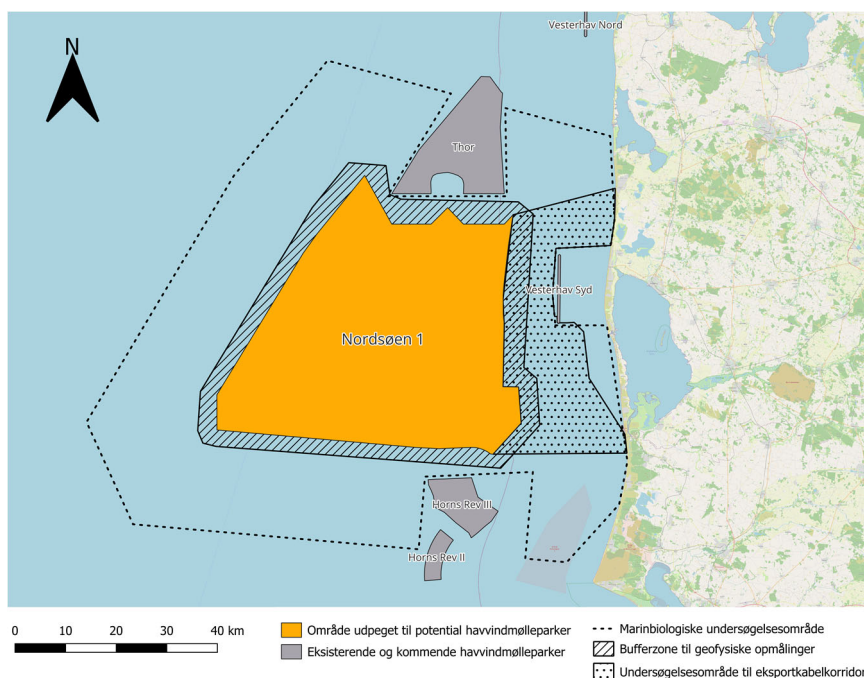 Vesterhav Nord
N
Thor
Vesterhav Syd
Nordsøen 1
Horns Rev III
Horns Rev II
0 10 20 30 40 km
Område udpeget til potential havvindmølleparker
Eksisterende og kommende havvindmølleparker
Marinbiologiske undersøgelsesområde
Bufferzone til geofysiske opmålinger
Undersøgelsesområde til eksportkabelkorridor